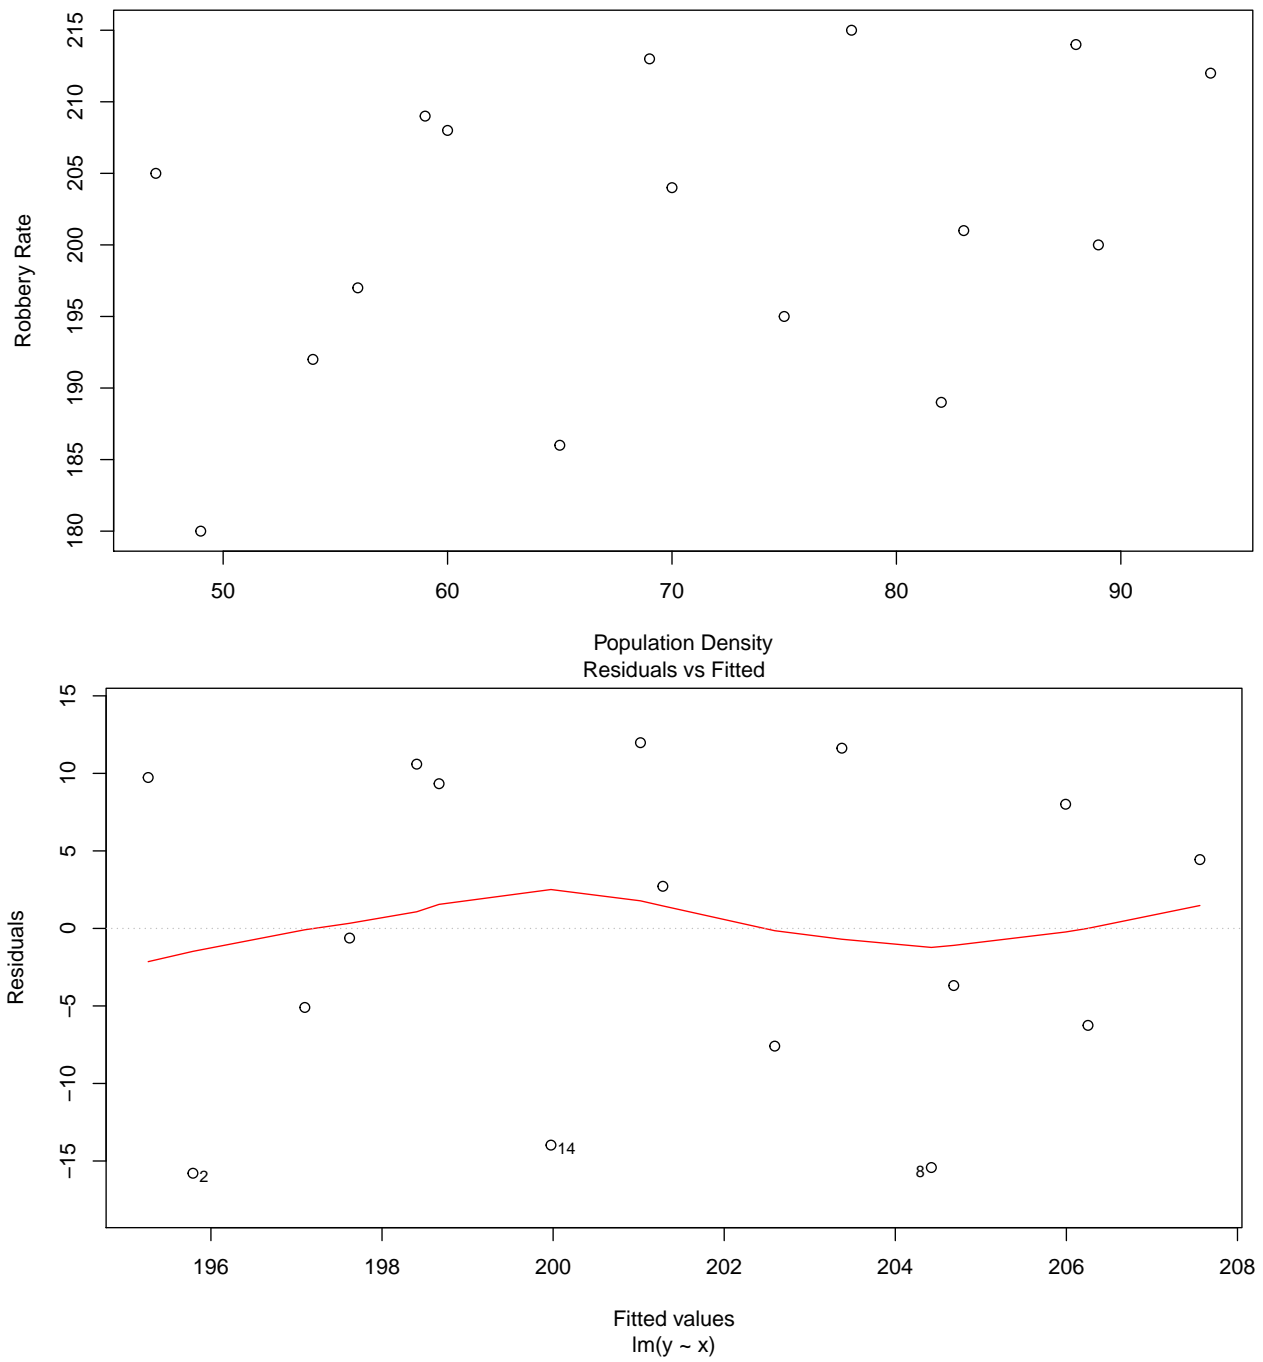 215
210
205
200
195
190
185
180
Robbery Rate
50 60 70 80 90
Population Density
Residuals vs Fitted
15
10
5
0
−5
−10
−15
Residuals
2
14
8
196 198 200 202 204 206 208
Fitted values
lm(y ~ x)